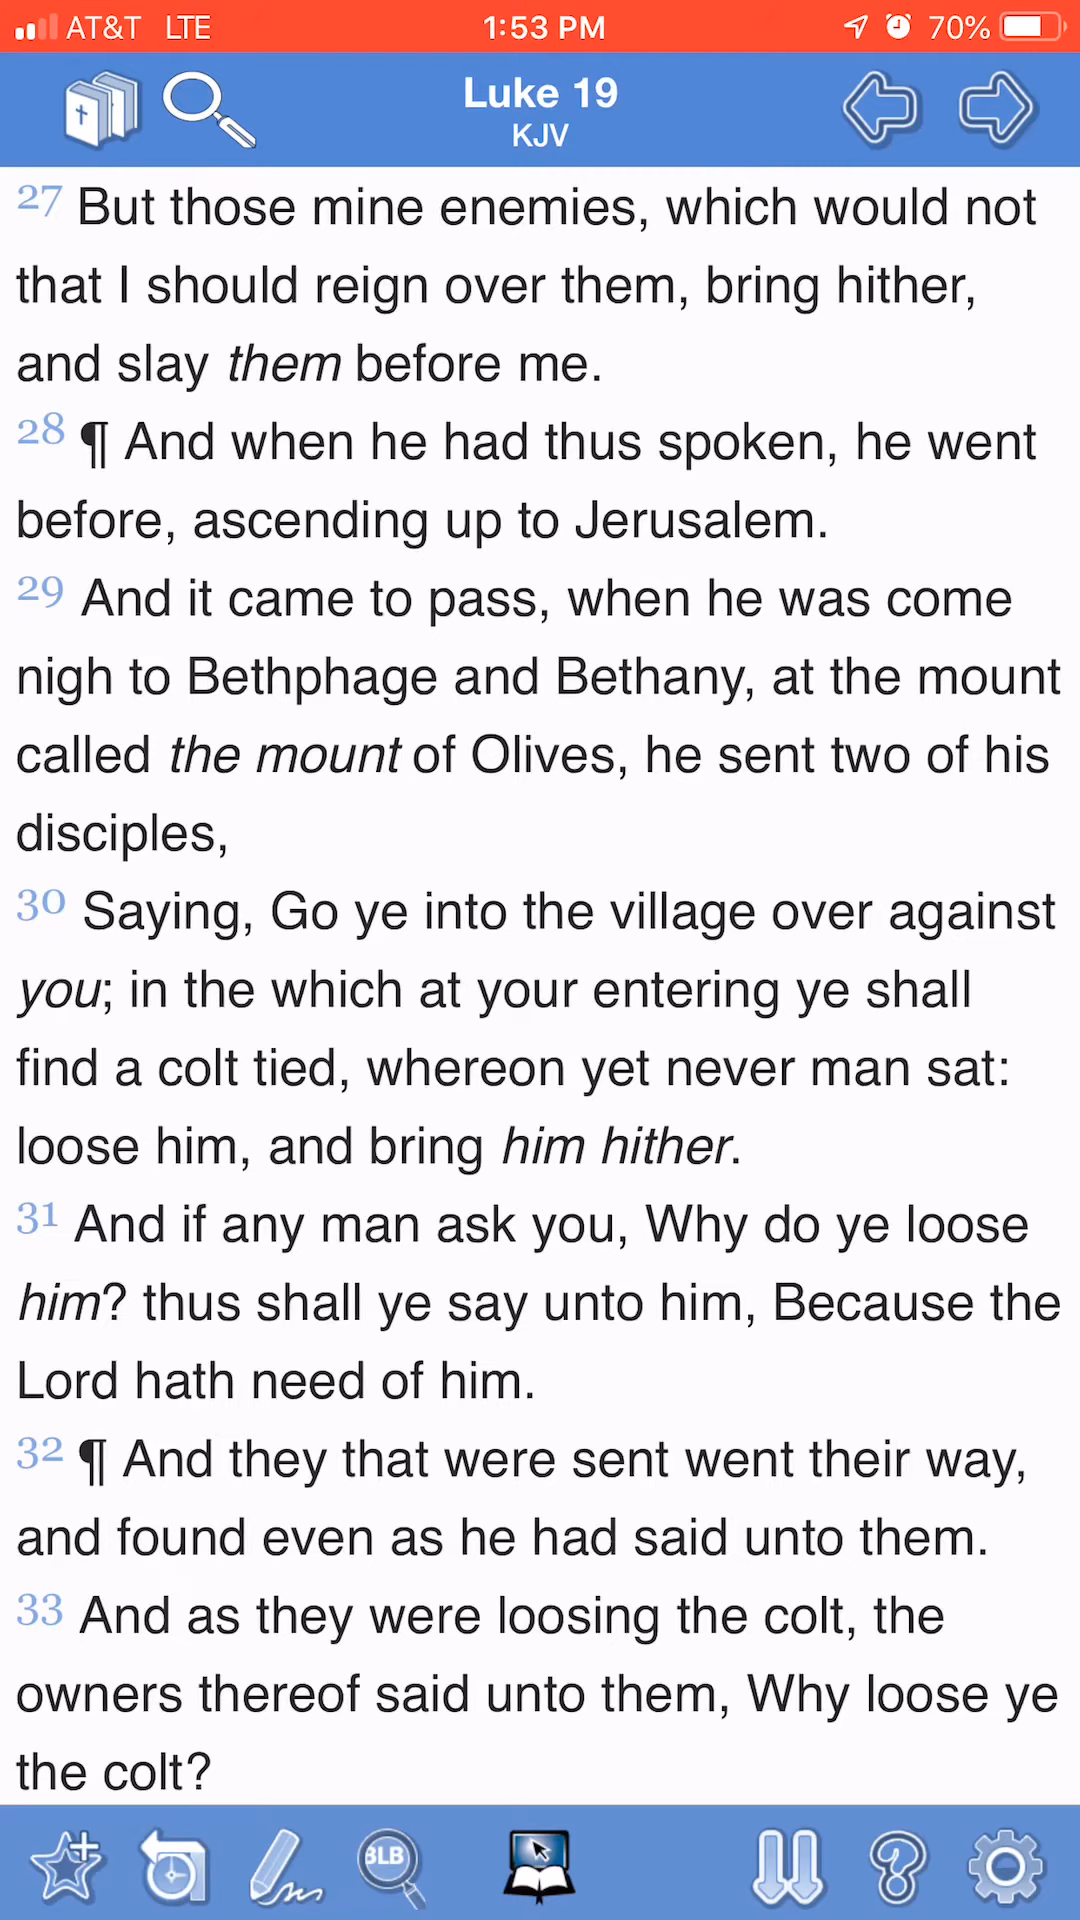 AT&T LTE 1:53 PM 70%
Luke 19
KJV
27 But those mine enemies, which would not
that I should reign over them, bring hither,
and slay them before me.
28 ¶ And when he had thus spoken, he went
before, ascending up to Jerusalem.
29 And it came to pass, when he was come
nigh to Bethphage and Bethany, at the mount
called the mount of Olives, he sent two of his
disciples,
30 Saying, Go ye into the village over against
you; in the which at your entering ye shall
find a colt tied, whereon yet never man sat:
loose him, and bring him hither.
31 And if any man ask you, Why do ye loose
him? thus shall ye say unto him, Because the
Lord hath need of him.
32 ¶ And they that were sent went their way,
and found even as he had said unto them.
33 And as they were loosing the colt, the
owners thereof said unto them, Why loose ye
the colt?
BLB